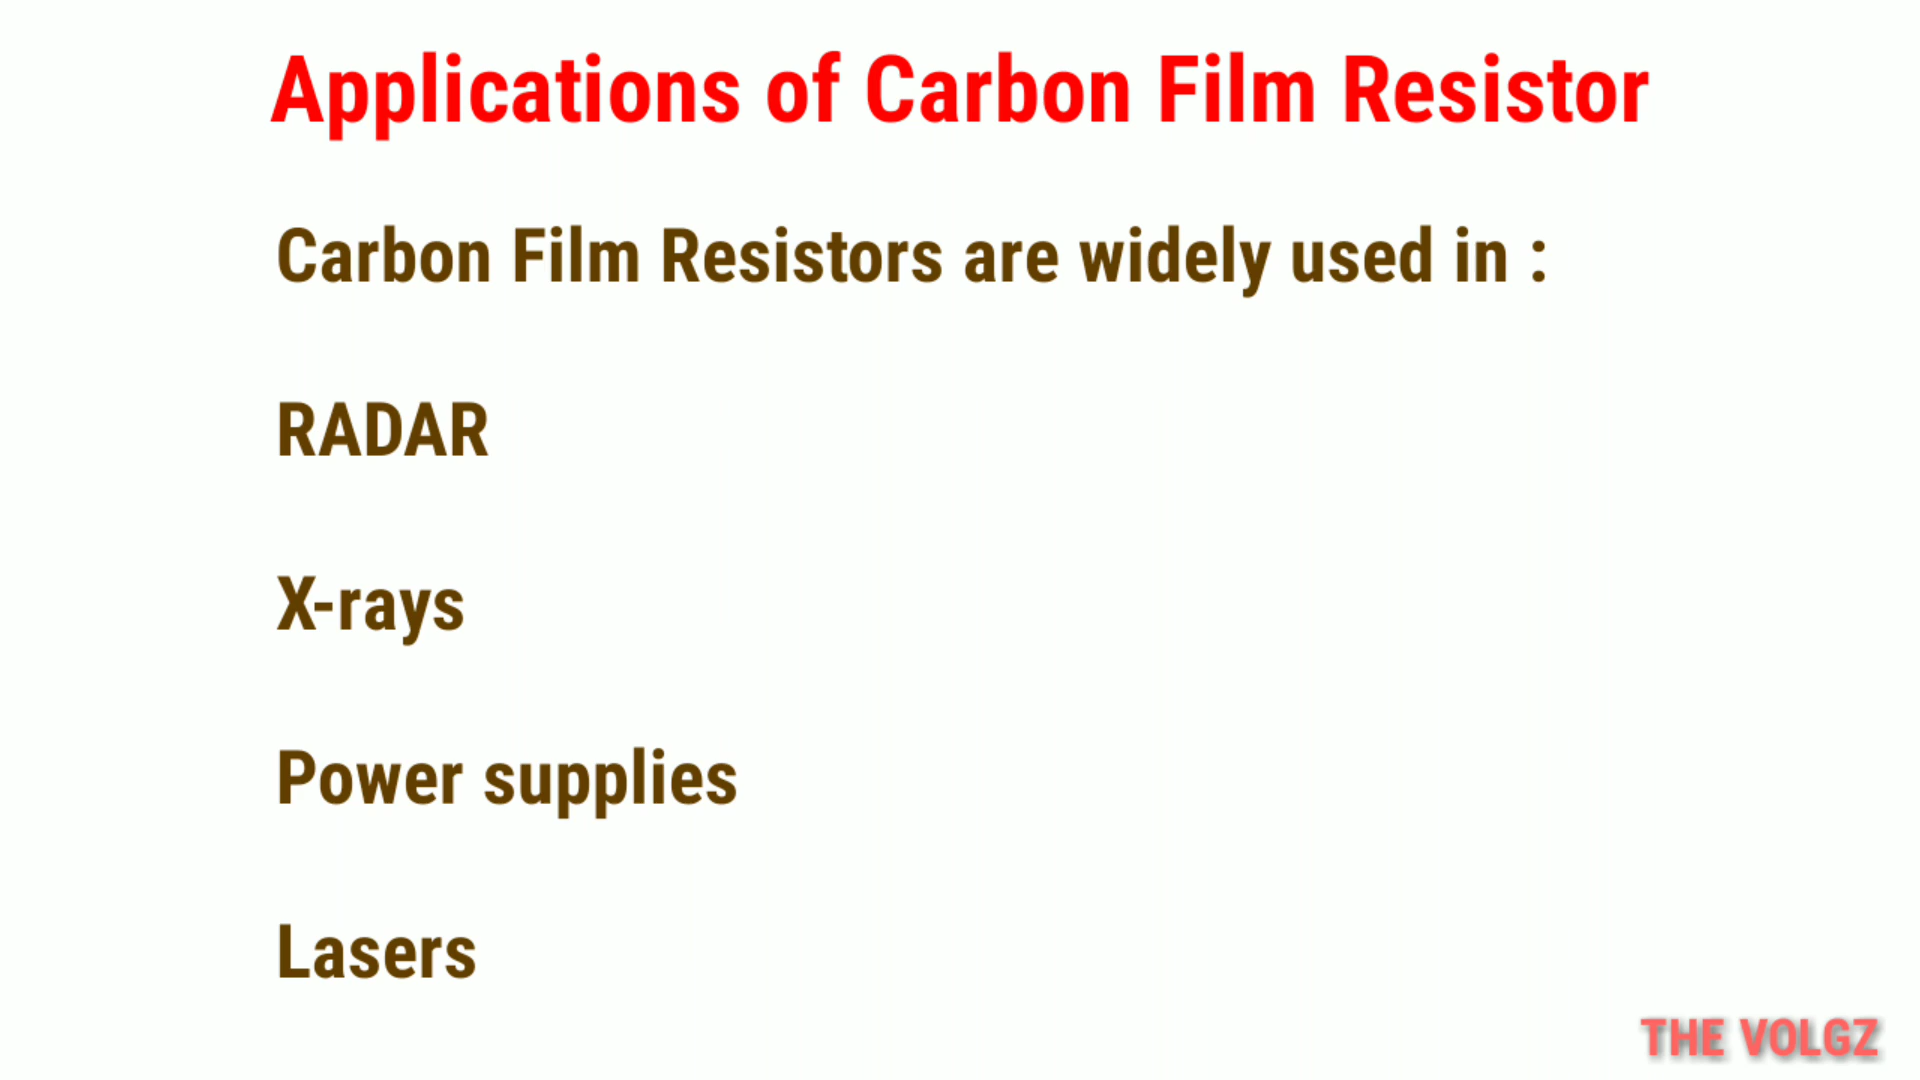 Applications of Carbon Film Resistor
Carbon Film Resistors are widely used in :
RADAR
X-rays
Power supplies
Lasers
THE VOLGZ